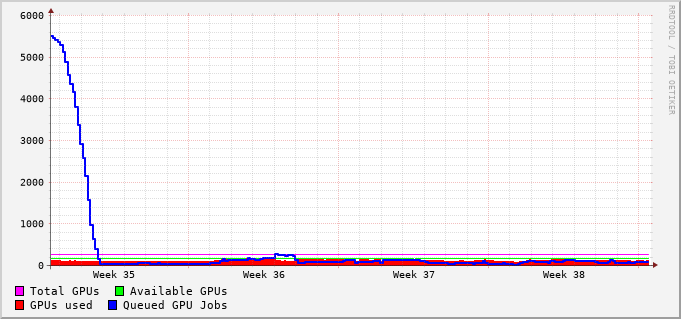 6000
5000
4000
3000
2000
1000
0
Week 35 Week 36 Week 37 Week 38
Total GPUs Available GPUs
GPUs used Queued GPU Jobs
RRDTOOL / TOBI OETIKER